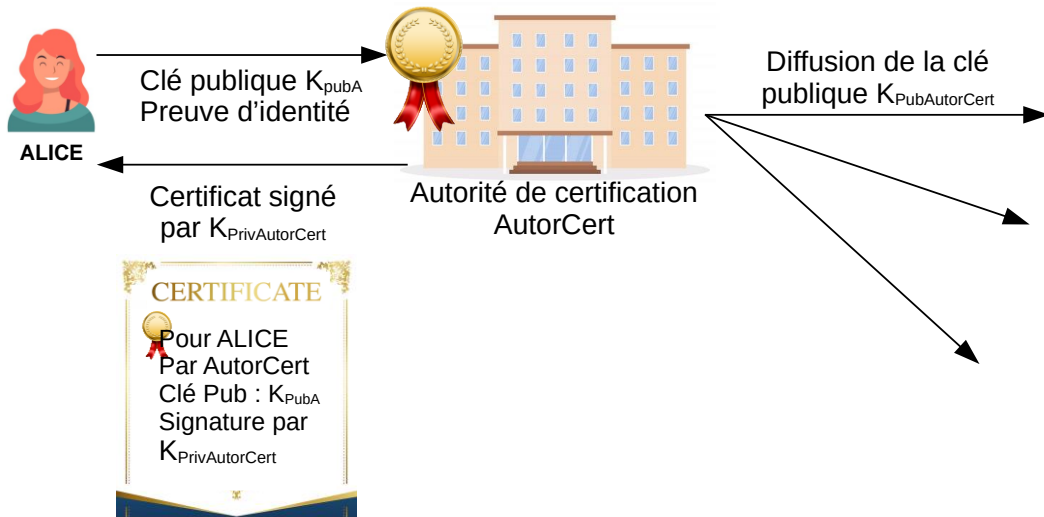 Clé publique KpubA
Preuve d’identité
ALICE
Certificat signé
par KPrivAutorCert
Autorité de certification
AutorCert
Diffusion de la clé
publique KPubAutorCert
CERTIFICATE
Pour ALICE
Par AutorCert
Clé Pub : KPubA
Signature par
KPrivAutorCert